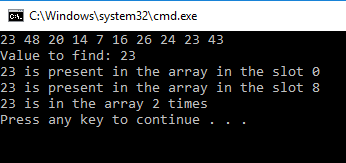 C:\Windows\system32\cmd.exe
23 48 20 14 7 16 26 24 23 43
Value to find: 23
23 is present in the array in the slot 0
23 is present in the array in the slot 8
23 is in the array 2 times
Press any key to continue . . .